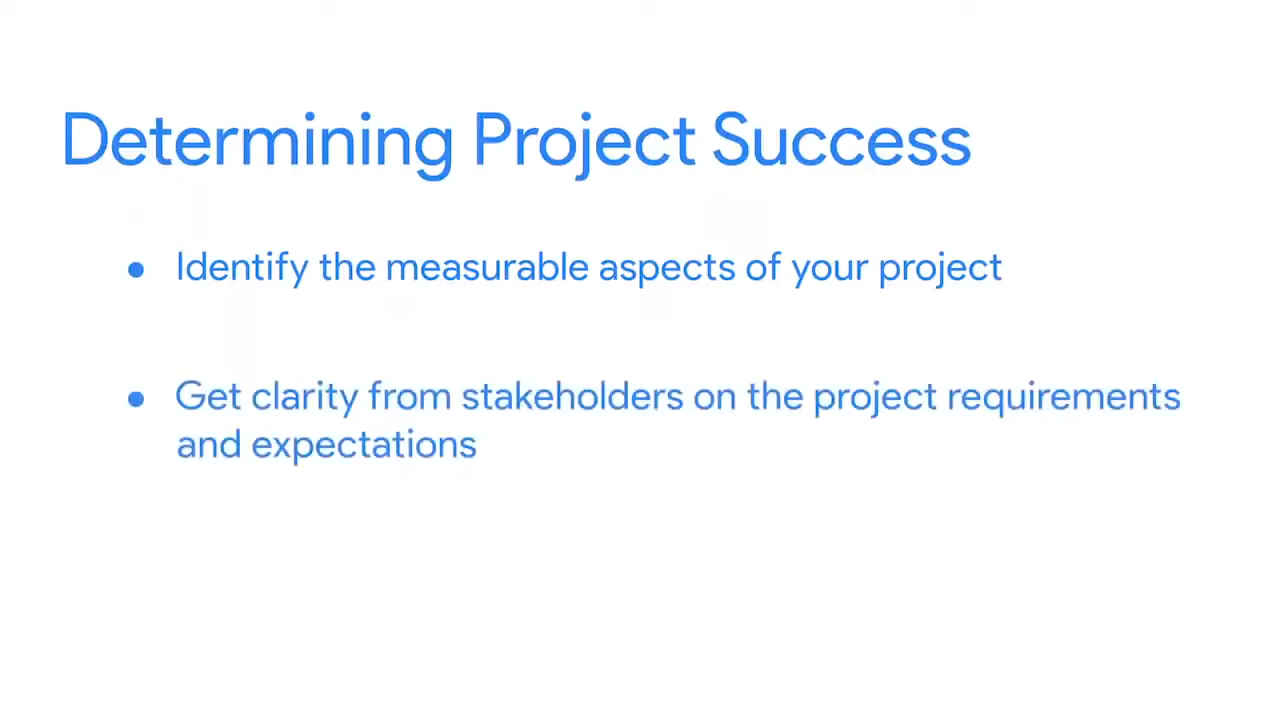 Determining Project Success
● Identify the measurable aspects of your project
● Get clarity from stakeholders on the project requirements
and expectations